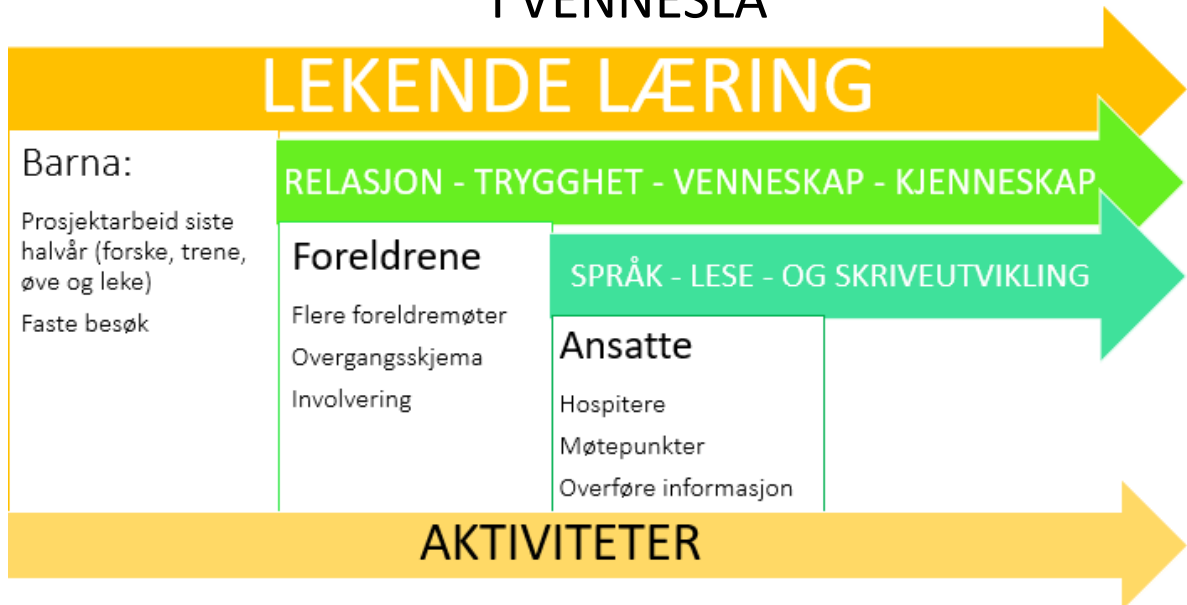 I VENNESLA
LEKENDE LÆRING
RELASJON - TRYGGHET - VENNESKAP - KJENNESKAP
SPRÅK - LESE - OG SKRIVEUTVIKLING
Barna:
Prosjektarbeid siste
halvår (forske, trene,
øve og leke)
Faste besøk
Foreldrene
Flere foreldremøter
Overgangsskjema
Involvering
Ansatte
Hospitere
Møtepunkter
Overføre informasjon
AKTIVITETER